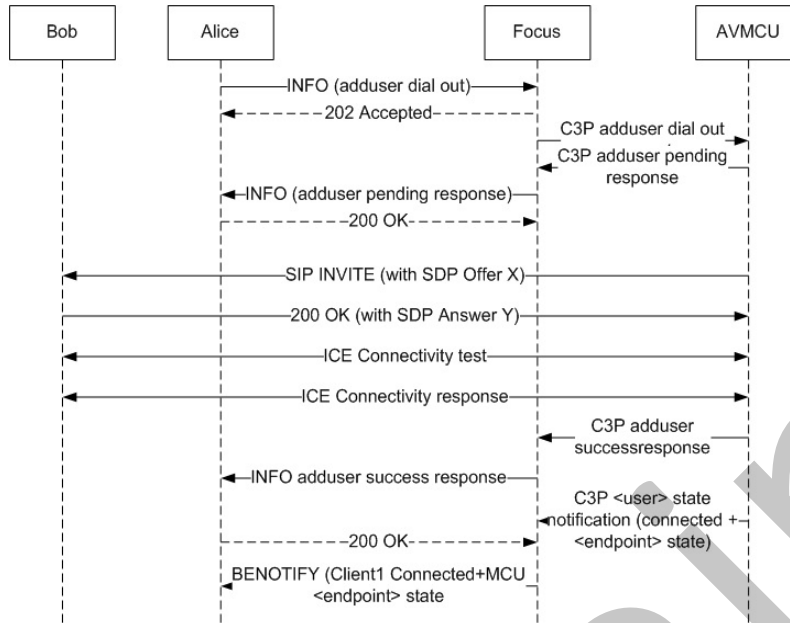 Bob
Alice
Focus
AVMCU
INFO (adduser dial out)
202 Accepted
C3P adduser dial out
C3P adduser pending
response
INFO (adduser pending response)
200 OK
SIP INVITE (with SDP Offer X)
200 OK (with SDP Answer Y)
ICE Connectivity test
ICE Connectivity response
C3P adduser
successresponse
INFO adduser success response
C3P <user> state
notification (connected +
<endpoint> state)
200 OK
BENOTIFY (Client1 Connected+MCU
<endpoint> state